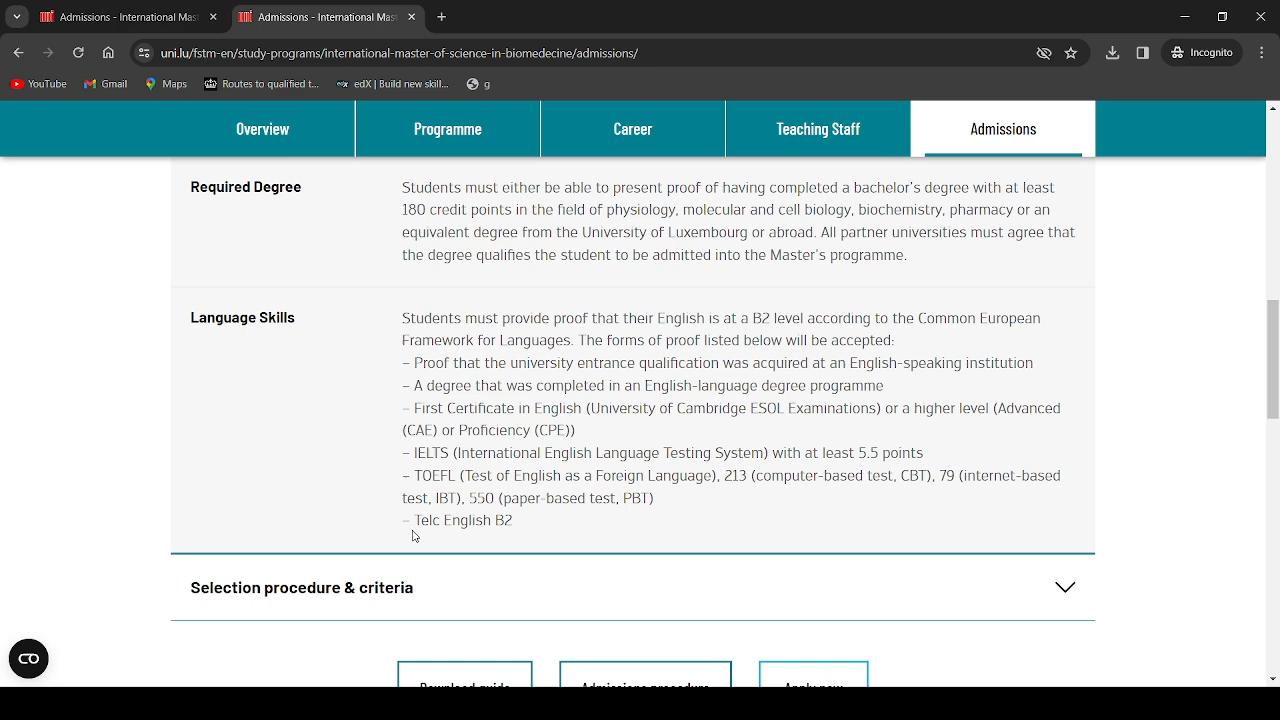 Admissions - International Mas
Admissions - International Mas
uni.lu/fstm-en/study-programs/international-master-of-science-in-biomedecine/admissions/
Incognito
YouTube
Gmail
Maps
Routes to qualified t...
edX | Build new skill...
g
Overview
Programme
Career
Teaching Staff
Admissions
Required Degree
Students must either be able to present proof of having completed a bachelor's degree with at least
180 credit points in the field of physiology, molecular and cell biology, biochemistry, pharmacy or an
equivalent degree from the University of Luxembourg or abroad. All partner universities must agree that
the degree qualifies the student to be admitted into the Master's programme.
Language Skills
Students must provide proof that their English is at a B2 level according to the Common European
Framework for Languages. The forms of proof listed below will be accepted:
– Proof that the university entrance qualification was acquired at an English-speaking institution
– A degree that was completed in an English-language degree programme
– First Certificate in English (University of Cambridge ESOL Examinations) or a higher level (Advanced
(CAE) or Proficiency (CPE))
– IELTS (International English Language Testing System) with at least 5.5 points
– TOEFL (Test of English as a Foreign Language), 213 (computer-based test, CBT), 79 (internet-based
test, IBT), 550 (paper-based test, PBT)
– Telc English B2
Selection procedure & criteria
Download guide
Admissions procedure
Apply now